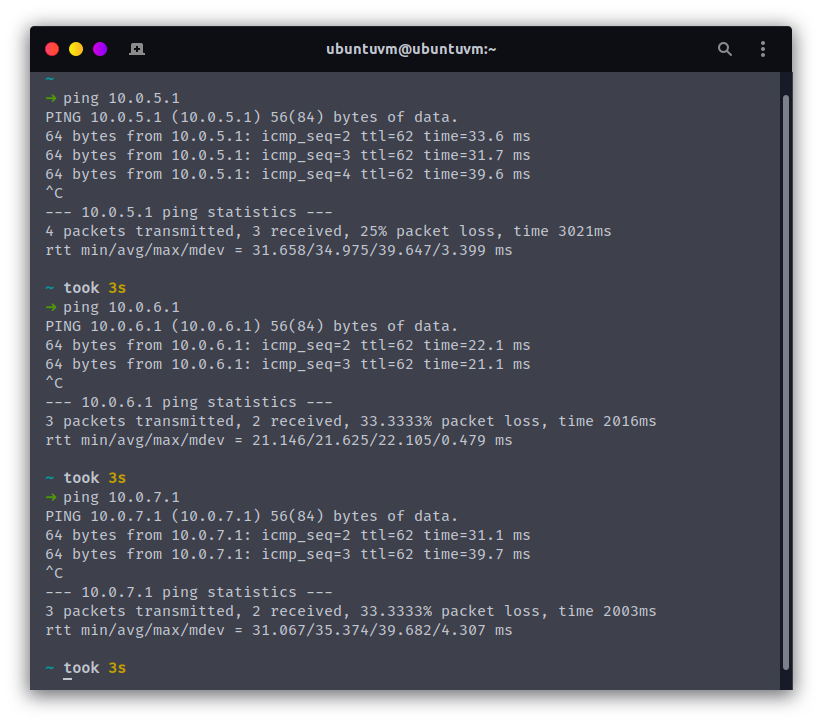 ubuntuvm@ubuntuvm:~
~
➜ ping 10.0.5.1
PING 10.0.5.1 (10.0.5.1) 56(84) bytes of data.
64 bytes from 10.0.5.1: icmp_seq=2 ttl=62 time=33.6 ms
64 bytes from 10.0.5.1: icmp_seq=3 ttl=62 time=31.7 ms
64 bytes from 10.0.5.1: icmp_seq=4 ttl=62 time=39.6 ms
^C
--- 10.0.5.1 ping statistics ---
4 packets transmitted, 3 received, 25% packet loss, time 3021ms
rtt min/avg/max/mdev = 31.658/34.975/39.647/3.399 ms
~ took 3s
➜ ping 10.0.6.1
PING 10.0.6.1 (10.0.6.1) 56(84) bytes of data.
64 bytes from 10.0.6.1: icmp_seq=2 ttl=62 time=22.1 ms
64 bytes from 10.0.6.1: icmp_seq=3 ttl=62 time=21.1 ms
^C
--- 10.0.6.1 ping statistics ---
3 packets transmitted, 2 received, 33.3333% packet loss, time 2016ms
rtt min/avg/max/mdev = 21.146/21.625/22.105/0.479 ms
~ took 3s
➜ ping 10.0.7.1
PING 10.0.7.1 (10.0.7.1) 56(84) bytes of data.
64 bytes from 10.0.7.1: icmp_seq=2 ttl=62 time=31.1 ms
64 bytes from 10.0.7.1: icmp_seq=3 ttl=62 time=39.7 ms
^C
--- 10.0.7.1 ping statistics ---
3 packets transmitted, 2 received, 33.3333% packet loss, time 2003ms
rtt min/avg/max/mdev = 31.067/35.374/39.682/4.307 ms
~ took 3s